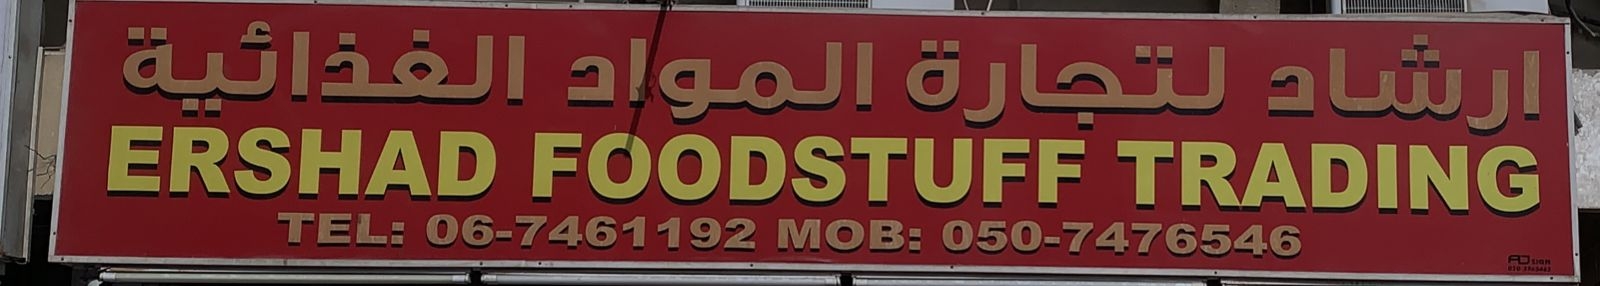 ارشاد لتجارة المواد الغذائية
ERSHAD FOODSTUFF TRADING
TEL: 06-7461192 MOB: 050-7476546